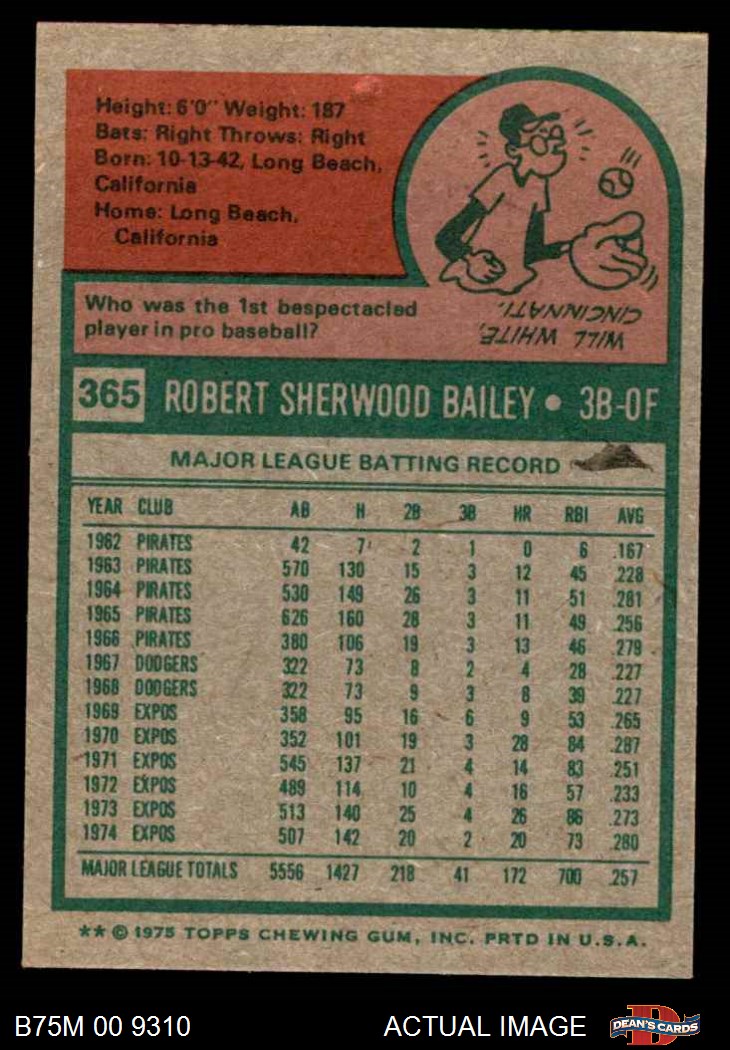 Height: 6'0" Weight: 187
Bats: Right Throws: Right
Born: 10-13-42, Long Beach,
California
Home: Long Beach,
California
Who was the 1st bespectacled
player in pro baseball?
WILL WHITE,
CINCINNATI.
365 ROBERT SHERWOOD BAILEY • 3B-OF
MAJOR LEAGUE BATTING RECORD
YEAR CLUB AB H 2B 3B HR RBI AVG
1962 PIRATES 42 7 2 1 0 6 .167
1963 PIRATES 570 130 15 3 12 45 .228
1964 PIRATES 530 149 26 3 11 51 .281
1965 PIRATES 626 160 28 3 11 49 .256
1966 PIRATES 380 106 19 3 13 46 .279
1967 DODGERS 322 73 8 2 4 28 .227
1968 DODGERS 322 73 9 3 8 39 .227
1969 EXPOS 358 95 16 6 9 53 .265
1970 EXPOS 352 101 19 3 28 84 .287
1971 EXPOS 545 137 21 4 14 83 .251
1972 EXPOS 489 114 10 4 16 57 .233
1973 EXPOS 513 140 25 4 26 86 .273
1974 EXPOS 507 142 20 2 20 73 .280
MAJOR LEAGUE TOTALS 5556 1427 218 41 172 700 .257
** © 1975 TOPPS CHEWING GUM, INC. PRTD IN U.S.A.
B75M 00 9310 ACTUAL IMAGE DEAN'S CARDS